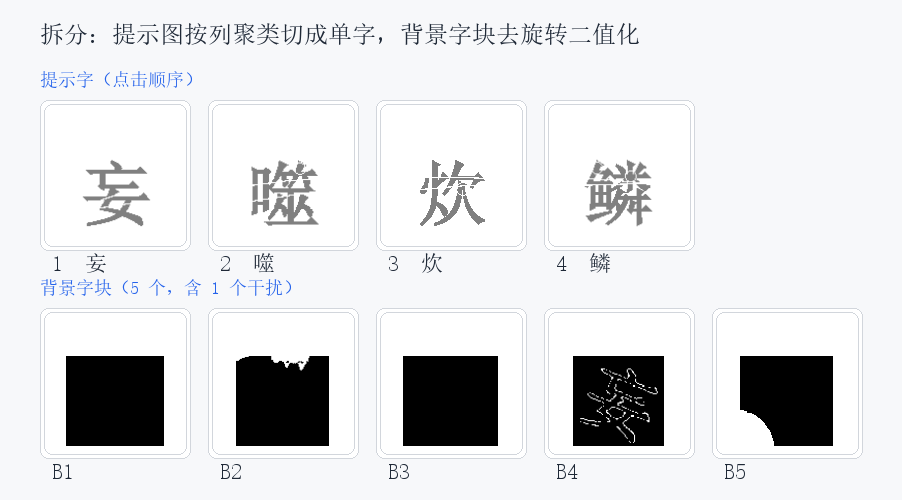 拆分：提示图按列聚类切成单字，背景字块去旋转二值化
提示字（点击顺序）
妄 噬 炊 鳞
1 妄 2 噬 3 炊 4 鳞
背景字块（5 个，含 1 个干扰）
B1 B2 B3 B4 B5